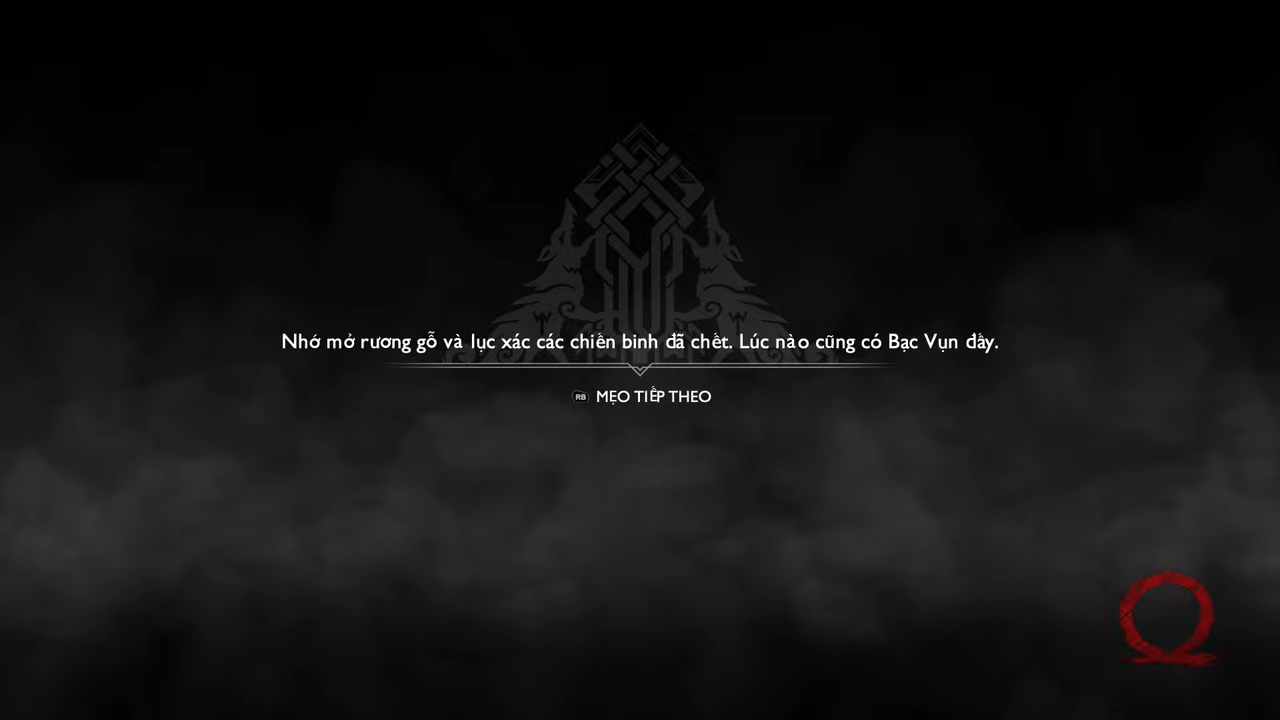 Nhớ mở rương gỗ và lục xác các chiến binh đã chết. Lúc nào cũng có Bạc Vụn đấy.
RB MẸO TIẾP THEO